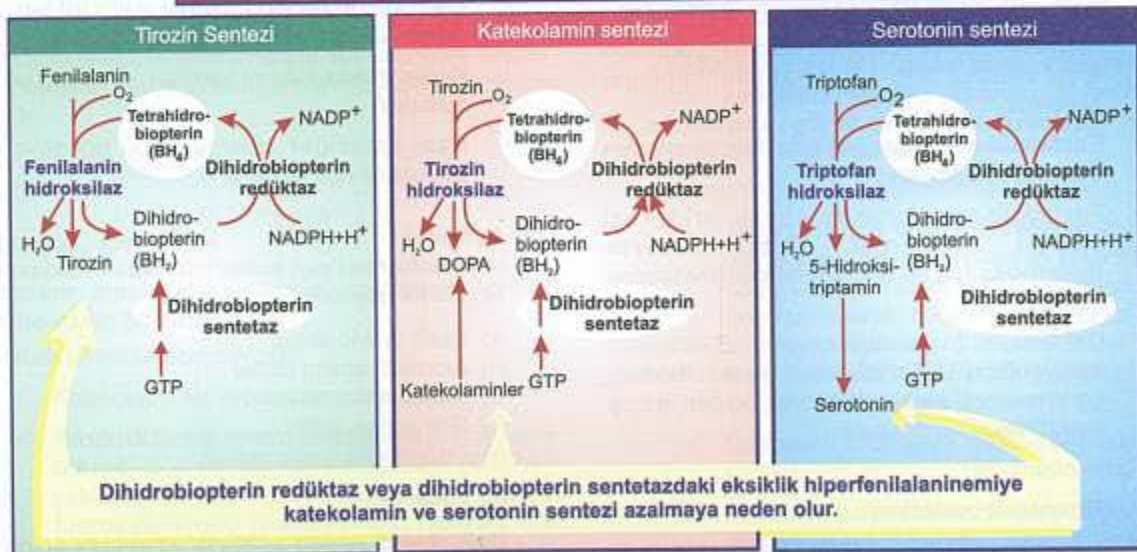 Tirozin Sentezi
Fenilalanin
O₂
Tetrahidro-
biopterin
(BH₄)
NADP⁺
Fenilalanin
hidroksilaz
Dihidrobiopterin
redüktaz
H₂O
Tirozin
Dihidro-
biopterin
(BH₂)
NADPH+H⁺
Dihidrobiopterin
sentetaz
GTP
Katekolamin sentezi
Tirozin
O₂
Tetrahidro-
biopterin
(BH₄)
NADP⁺
Tirozin
hidroksilaz
Dihidrobiopterin
redüktaz
H₂O
DOPA
Dihidro-
biopterin
(BH₂)
NADPH+H⁺
Dihidrobiopterin
sentetaz
Katekolaminler
GTP
Serotonin sentezi
Triptofan
O₂
Tetrahidro-
biopterin
(BH₄)
NADP⁺
Triptofan
hidroksilaz
Dihidrobiopterin
redüktaz
H₂O
5-Hidroksi-
triptamin
Dihidro-
biopterin
(BH₂)
NADPH+H⁺
Dihidrobiopterin
sentetaz
GTP
Serotonin
Dihidrobiopterin redüktaz veya dihidrobiopterin sentetazdaki eksiklik hiperfenilalaninemiye
katekolamin ve serotonin sentezi azalmaya neden olur.